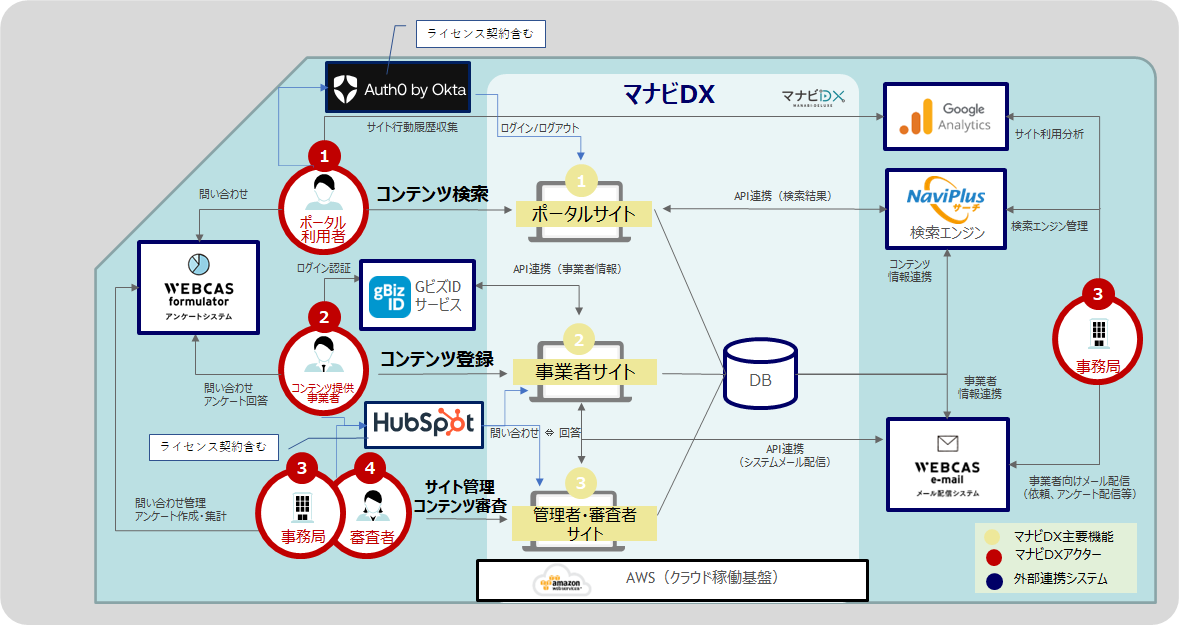 ライセンス契約含む
Auth0 by Okta
マナビDX
マナビDX
MANABI-DELUXE
Google
Analytics
サイト行動履歴収集
ログイン/ログアウト
サイト利用分析
1
ポータル
利用者
問い合わせ
コンテンツ検索
1
ポータルサイト
API連携（検索結果）
NaviPlus
サーチ
検索エンジン
検索エンジン管理
WEBCAS
formulator
アンケートシステム
ログイン認証
gBiz
ID
GビズID
サービス
API連携（事業者情報）
コンテンツ
情報連携
3
事務局
2
コンテンツ提供
事業者
コンテンツ登録
2
事業者サイト
DB
問い合わせ
アンケート回答
事業者
情報連携
HubSpot
問い合わせ ⇔ 回答
ライセンス契約含む
API連携
（システムメール配信）
WEBCAS
e-mail
メール配信システム
事業者向けメール配信
（依頼、アンケート配信等）
3
事務局
4
審査者
サイト管理
コンテンツ審査
3
管理者・審査者
サイト
問い合わせ管理
アンケート作成・集計
マナビDX主要機能
マナビDXアクター
外部連携システム
amazon
webservices™
AWS（クラウド稼働基盤）